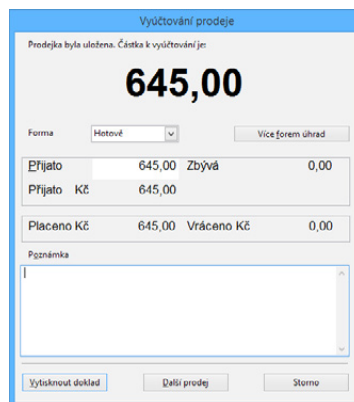 Vyúčtování prodeje
Prodejka byla uložena. Částka k vyúčtování je:
645,00
Forma Hotově Více forem úhrad
Přijato 645,00 Zbývá 0,00
Přijato Kč 645,00
Placeno Kč 645,00 Vráceno Kč 0,00
Poznámka
Vytisknout doklad Další prodej Storno